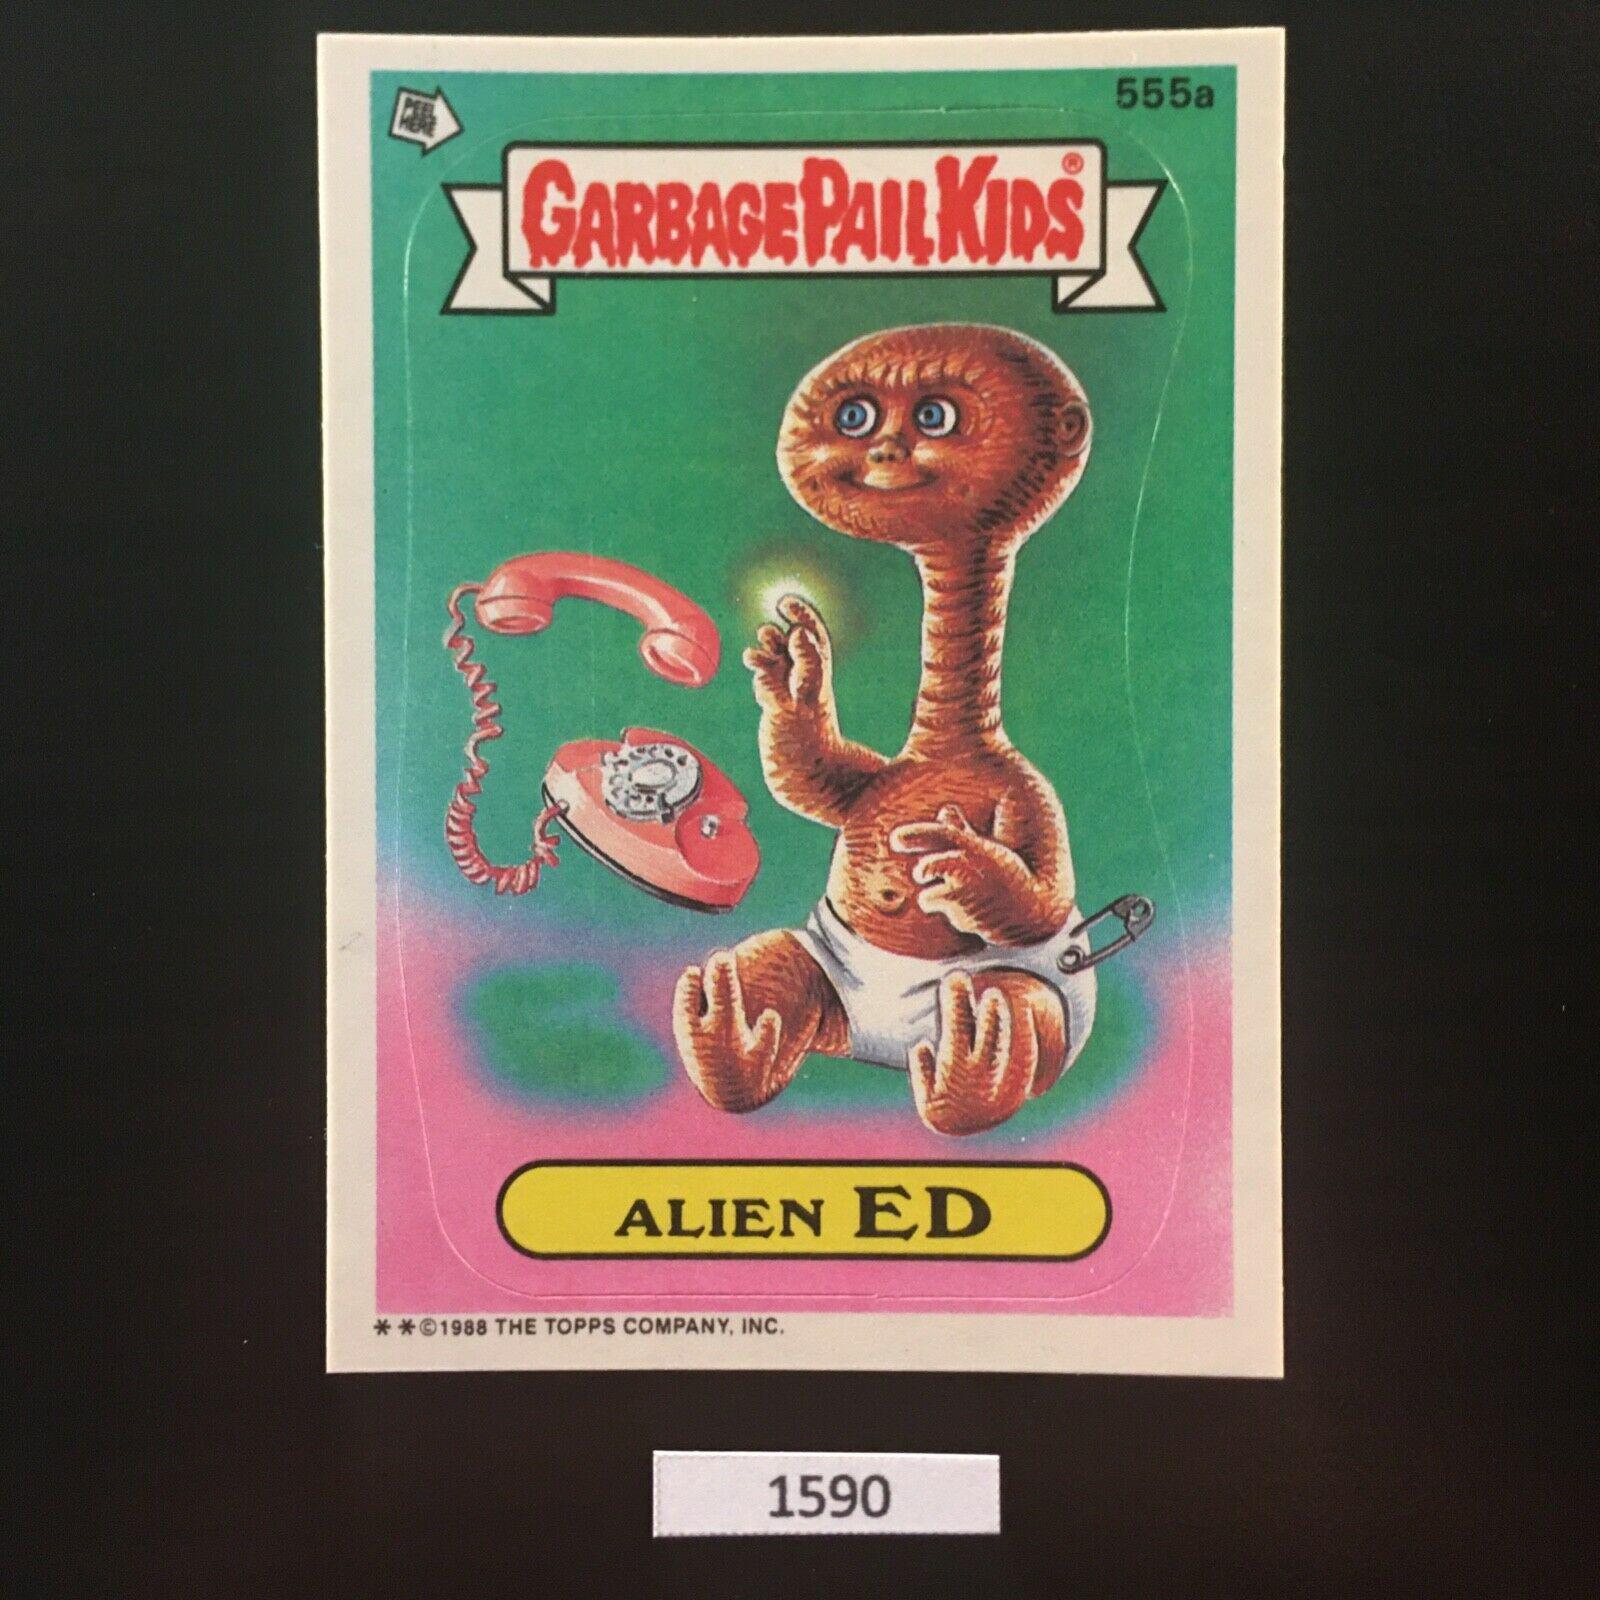 PEEL
HERE
555a
GARBAGE PAIL KIDS®
ALIEN ED
**©1988 THE TOPPS COMPANY, INC.
1590